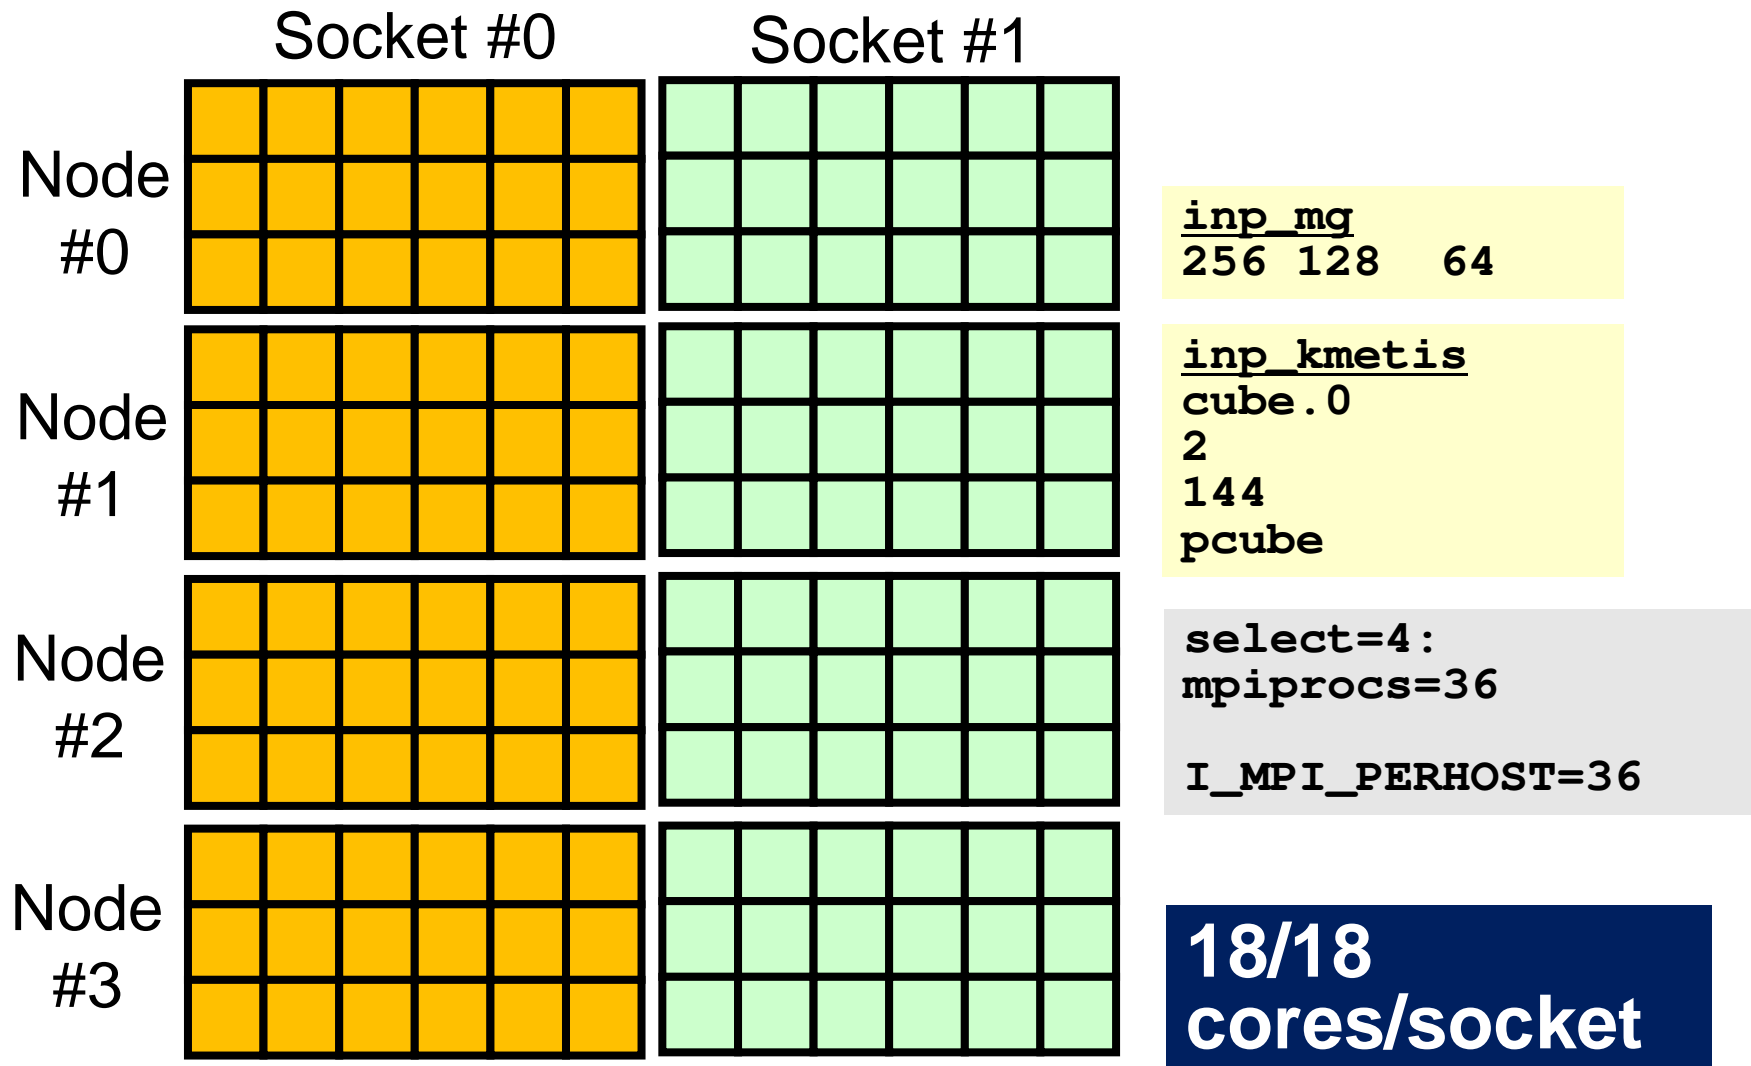 Socket #0
Socket #1
Node
#0
Node
#1
Node
#2
Node
#3
inp_mg
256 128  64
inp_kmetis
cube.0
2
144
pcube
select=4:
mpiprocs=36
I_MPI_PERHOST=36
18/18
cores/socket